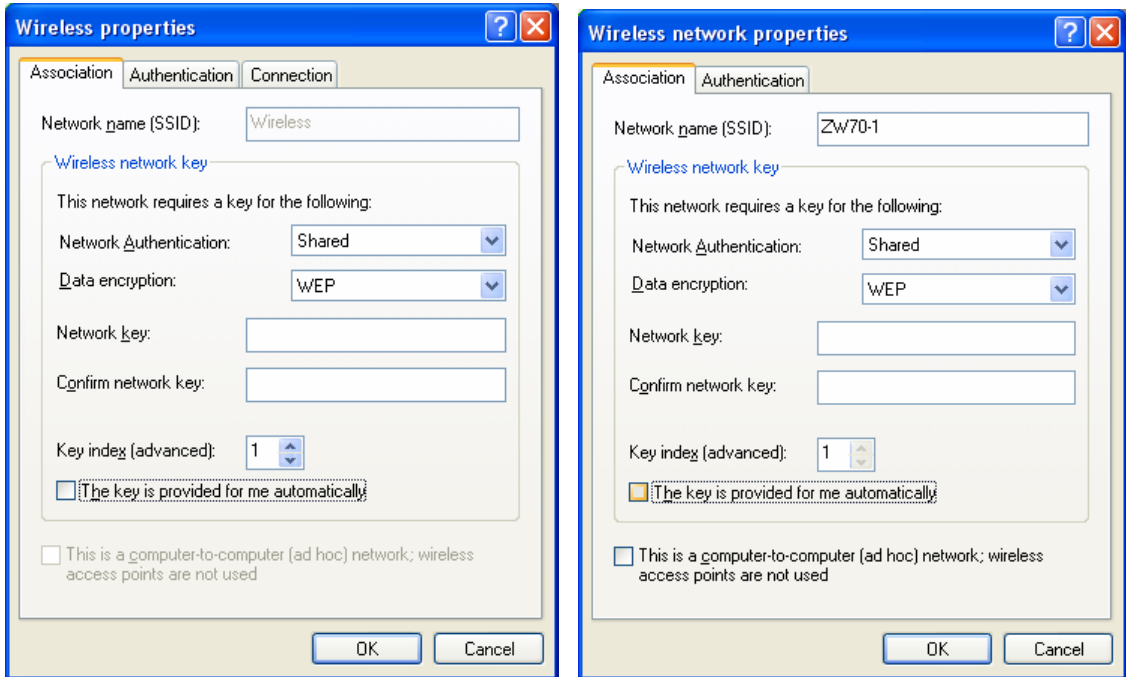 Wireless properties
Association Authentication Connection
Network name (SSID): Wireless
Wireless network key
This network requires a key for the following:
Network Authentication: Shared
Data encryption: WEP
Network key:
Confirm network key:
Key index (advanced): 1
The key is provided for me automatically
This is a computer-to-computer (ad hoc) network; wireless
access points are not used
OK Cancel
Wireless network properties
Association Authentication
Network name (SSID): ZW70-1
Wireless network key
This network requires a key for the following:
Network Authentication: Shared
Data encryption: WEP
Network key:
Confirm network key:
Key index (advanced): 1
The key is provided for me automatically
This is a computer-to-computer (ad hoc) network; wireless
access points are not used
OK Cancel